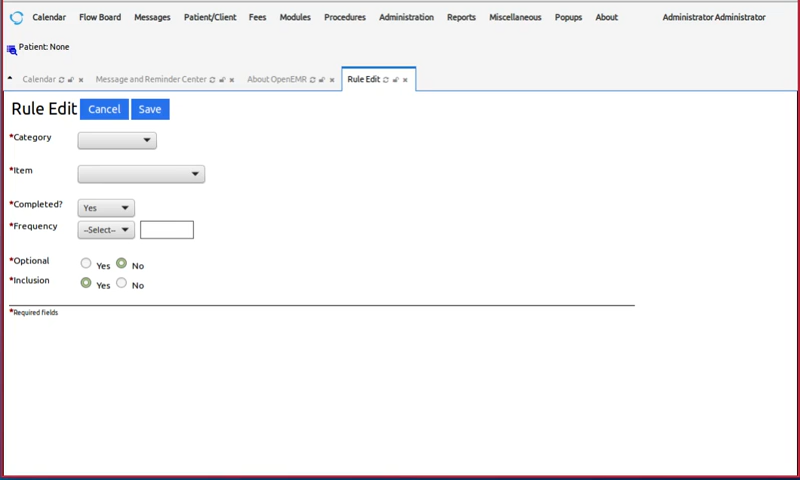 Calendar Flow Board Messages Patient/Client Fees Modules Procedures Administration Reports Miscellaneous Popups About Administrator Administrator
Patient: None
Calendar Message and Reminder Center About OpenEMR Rule Edit
Rule Edit Cancel Save
*Category
*Item
*Completed? Yes
*Frequency --Select--
*Optional Yes No
*Inclusion Yes No
*Required fields